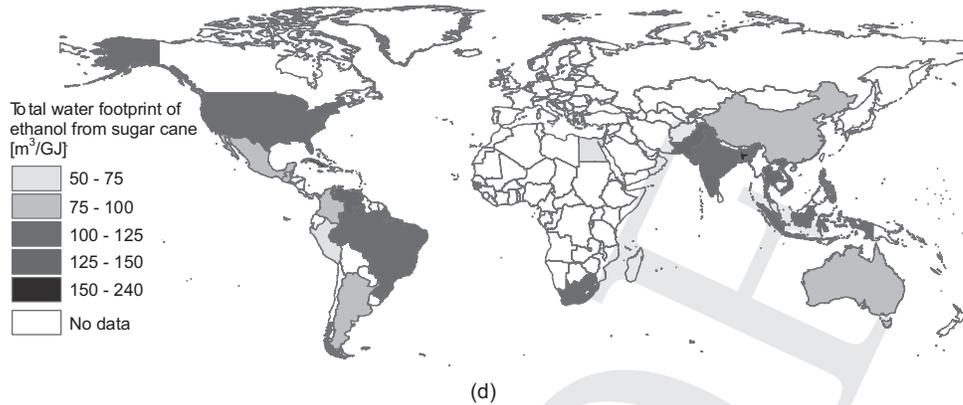 Total water footprint of
ethanol from sugar cane
[m³/GJ]
50 - 75
75 - 100
100 - 125
125 - 150
150 - 240
No data
(d)